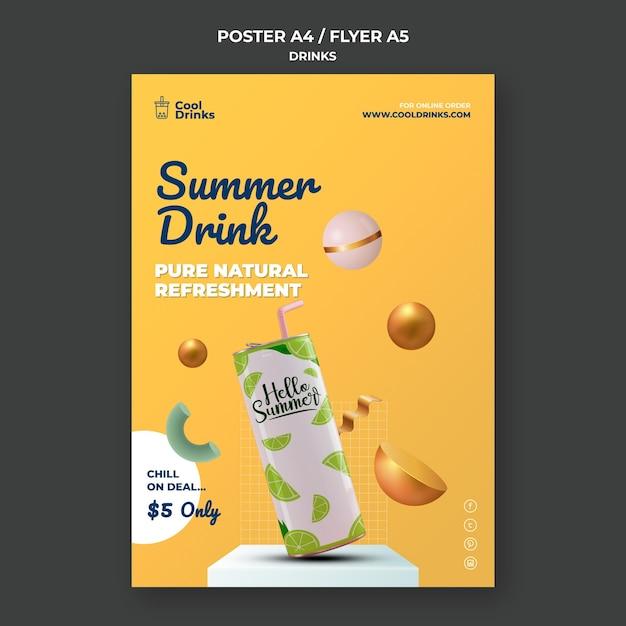 POSTER A4 / FLYER A5
DRINKS
Cool
Drinks
FOR ONLINE ORDER
WWW.COOLDRINKS.COM
Summer
Drink
PURE NATURAL
REFRESHMENT
Hello
Summer
CHILL
ON DEAL...
$5 Only